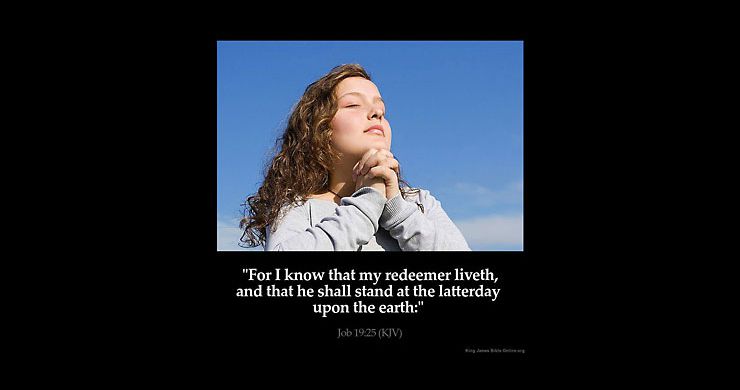 "For I know that my redeemer liveth,
and that he shall stand at the latterday
upon the earth:"
Job 19:25 (KJV)
King James Bible Online.org